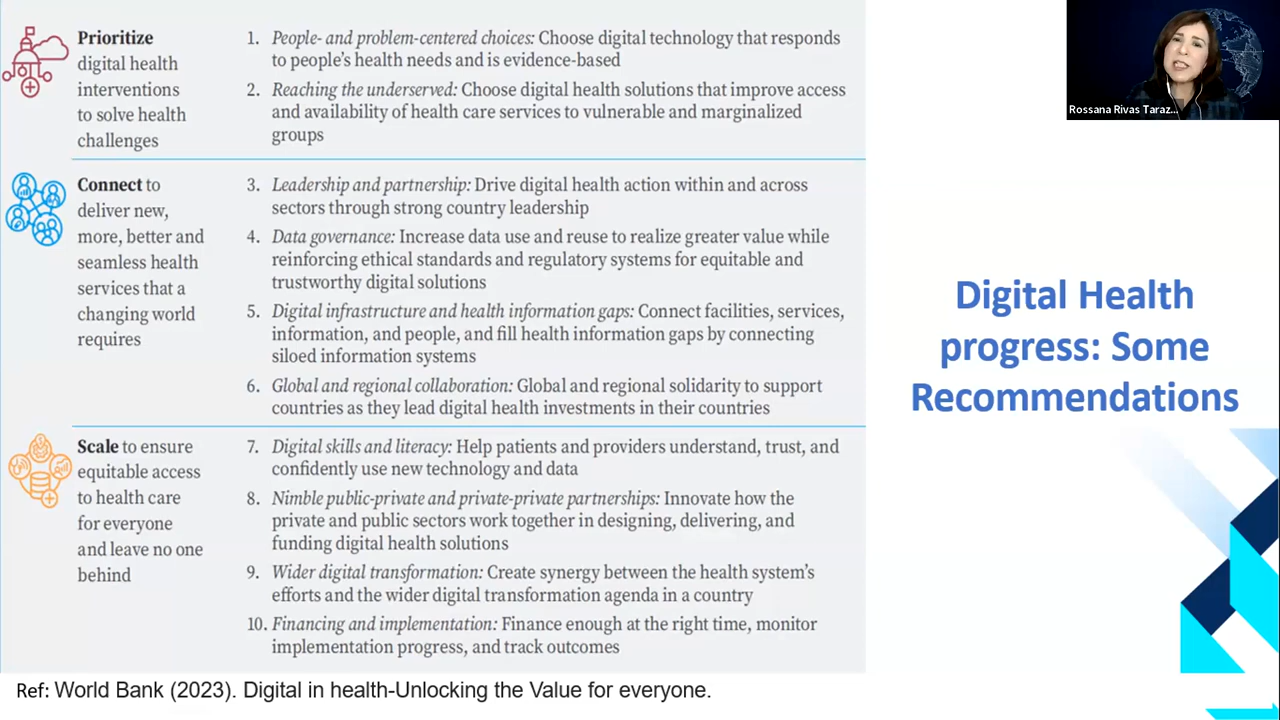 Prioritize
digital health
interventions
to solve health
challenges
1. People- and problem-centered choices: Choose digital technology that responds
to people's health needs and is evidence-based
2. Reaching the underserved: Choose digital health solutions that improve access
and availability of health care services to vulnerable and marginalized
groups
Connect to
deliver new,
more, better and
seamless health
services that a
changing world
requires
3. Leadership and partnership: Drive digital health action within and across
sectors through strong country leadership
4. Data governance: Increase data use and reuse to realize greater value while
reinforcing ethical standards and regulatory systems for equitable and
trustworthy digital solutions
5. Digital infrastructure and health information gaps: Connect facilities, services,
information, and people, and fill health information gaps by connecting
siloed information systems
6. Global and regional collaboration: Global and regional solidarity to support
countries as they lead digital health investments in their countries
Scale to ensure
equitable access
to health care
for everyone
and leave no one
behind
7. Digital skills and literacy: Help patients and providers understand, trust, and
confidently use new technology and data
8. Nimble public-private and private-private partnerships: Innovate how the
private and public sectors work together in designing, delivering, and
funding digital health solutions
9. Wider digital transformation: Create synergy between the health system's
efforts and the wider digital transformation agenda in a country
10. Financing and implementation: Finance enough at the right time, monitor
implementation progress, and track outcomes
Ref: World Bank (2023). Digital in health-Unlocking the Value for everyone.
Rossana Rivas Taraz...
Digital Health
progress: Some
Recommendations